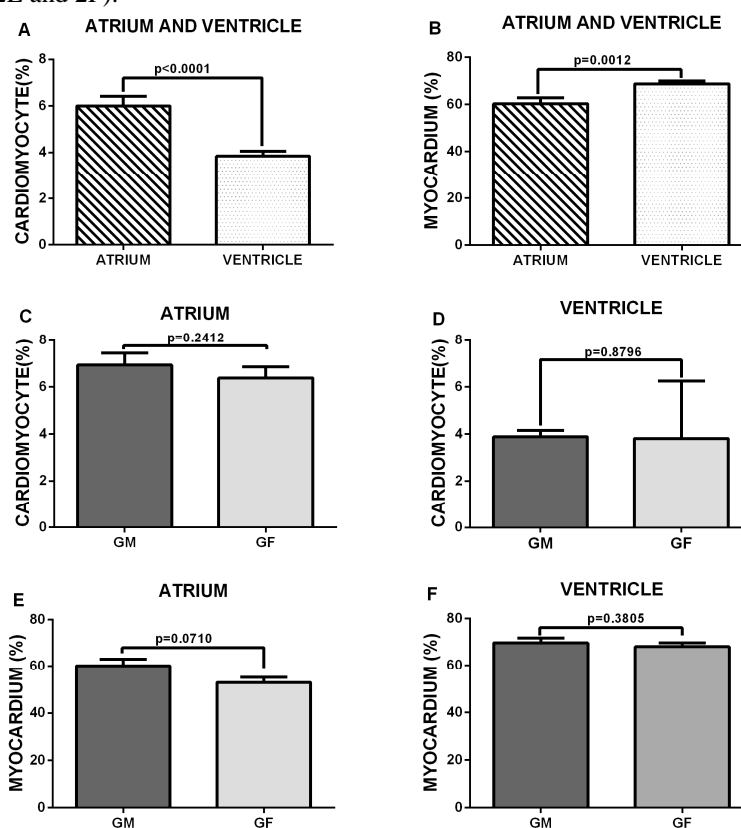 2E and 2F).
A
ATRIUM AND VENTRICLE
CARDIOMYOCYTE(%)
8
6
4
2
0
p<0.0001
ATRIUM
VENTRICLE
B
ATRIUM AND VENTRICLE
MYOCARDIUM (%)
80
60
40
20
0
p=0.0012
ATRIUM
VENTRICLE
C
ATRIUM
CARDIOMYOCYTE(%)
8
6
4
2
0
p=0.2412
GM
GF
D
VENTRICLE
CARDIOMYOCYTE(%)
8
6
4
2
0
p=0.8796
GM
GF
E
ATRIUM
MYOCARDIUM (%)
80
60
40
20
0
p=0.0710
GM
GF
F
VENTRICLE
MYOCARDIUM (%)
80
60
40
20
0
p=0.3805
GM
GF